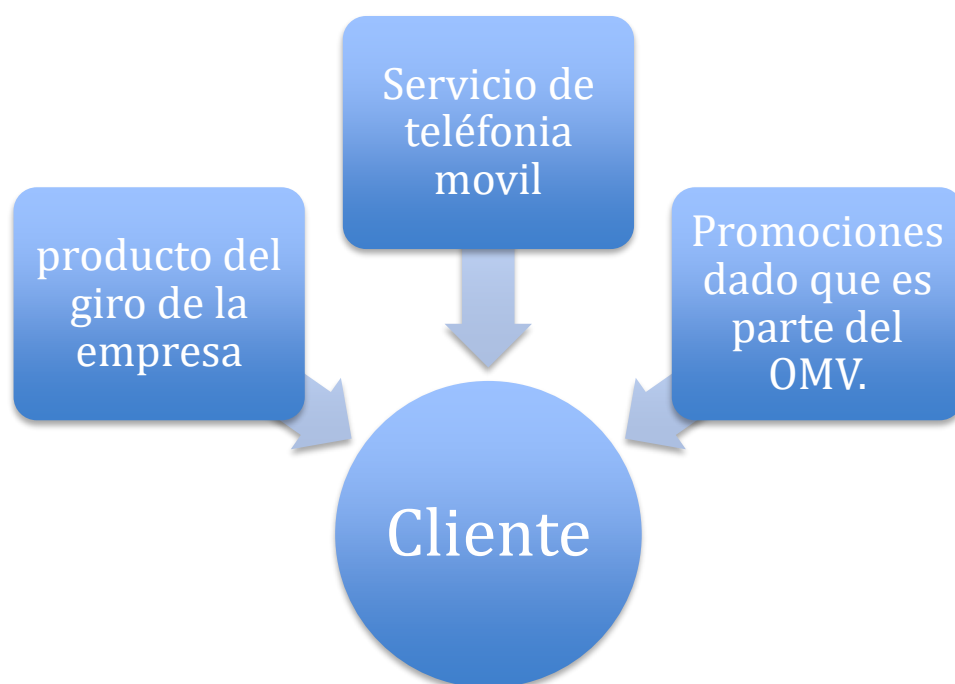 Servicio de
teléfonia
movil
producto del
giro de la
empresa
Promociones
dado que es
parte del
OMV.
Cliente